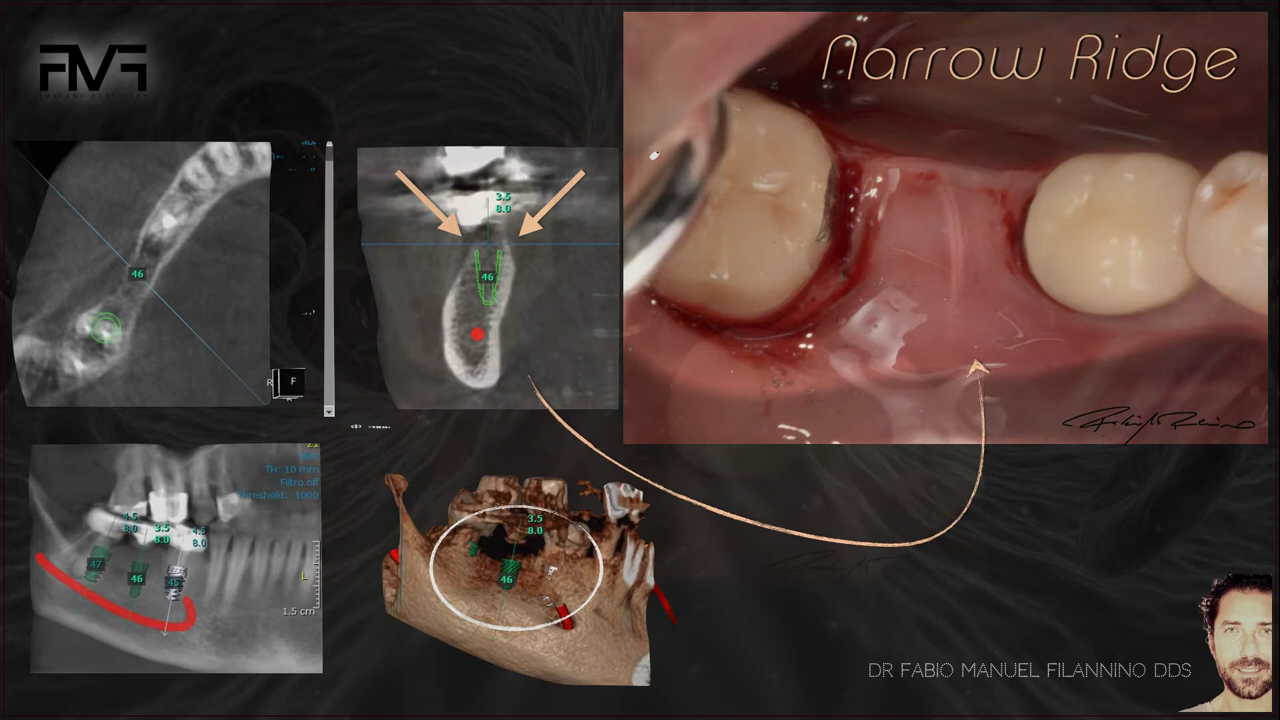 FMF
Narrow Ridge
3.5
8.0
46
46
R
F
TH: 10 mm
Filtro off
Threshold: -1000
4.5
8.0
3.5
8.0
4.5
8.0
47
46
45
L
1.5 cm
3.5
8.0
46
DR FABIO MANUEL FILANNINO DDS